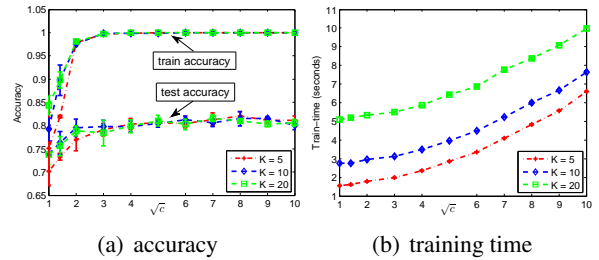 1.05
1
0.95
0.9
0.85
0.8
0.75
0.7
0.65
Accuracy
train accuracy
test accuracy
K = 5
K = 10
K = 20
1 2 3 4 5 6 7 8 9 10
√c
(a) accuracy
11
10
9
8
7
6
5
4
3
2
1
Train−time (seconds)
K = 5
K = 10
K = 20
1 2 3 4 5 6 7 8 9 10
√c
(b) training time